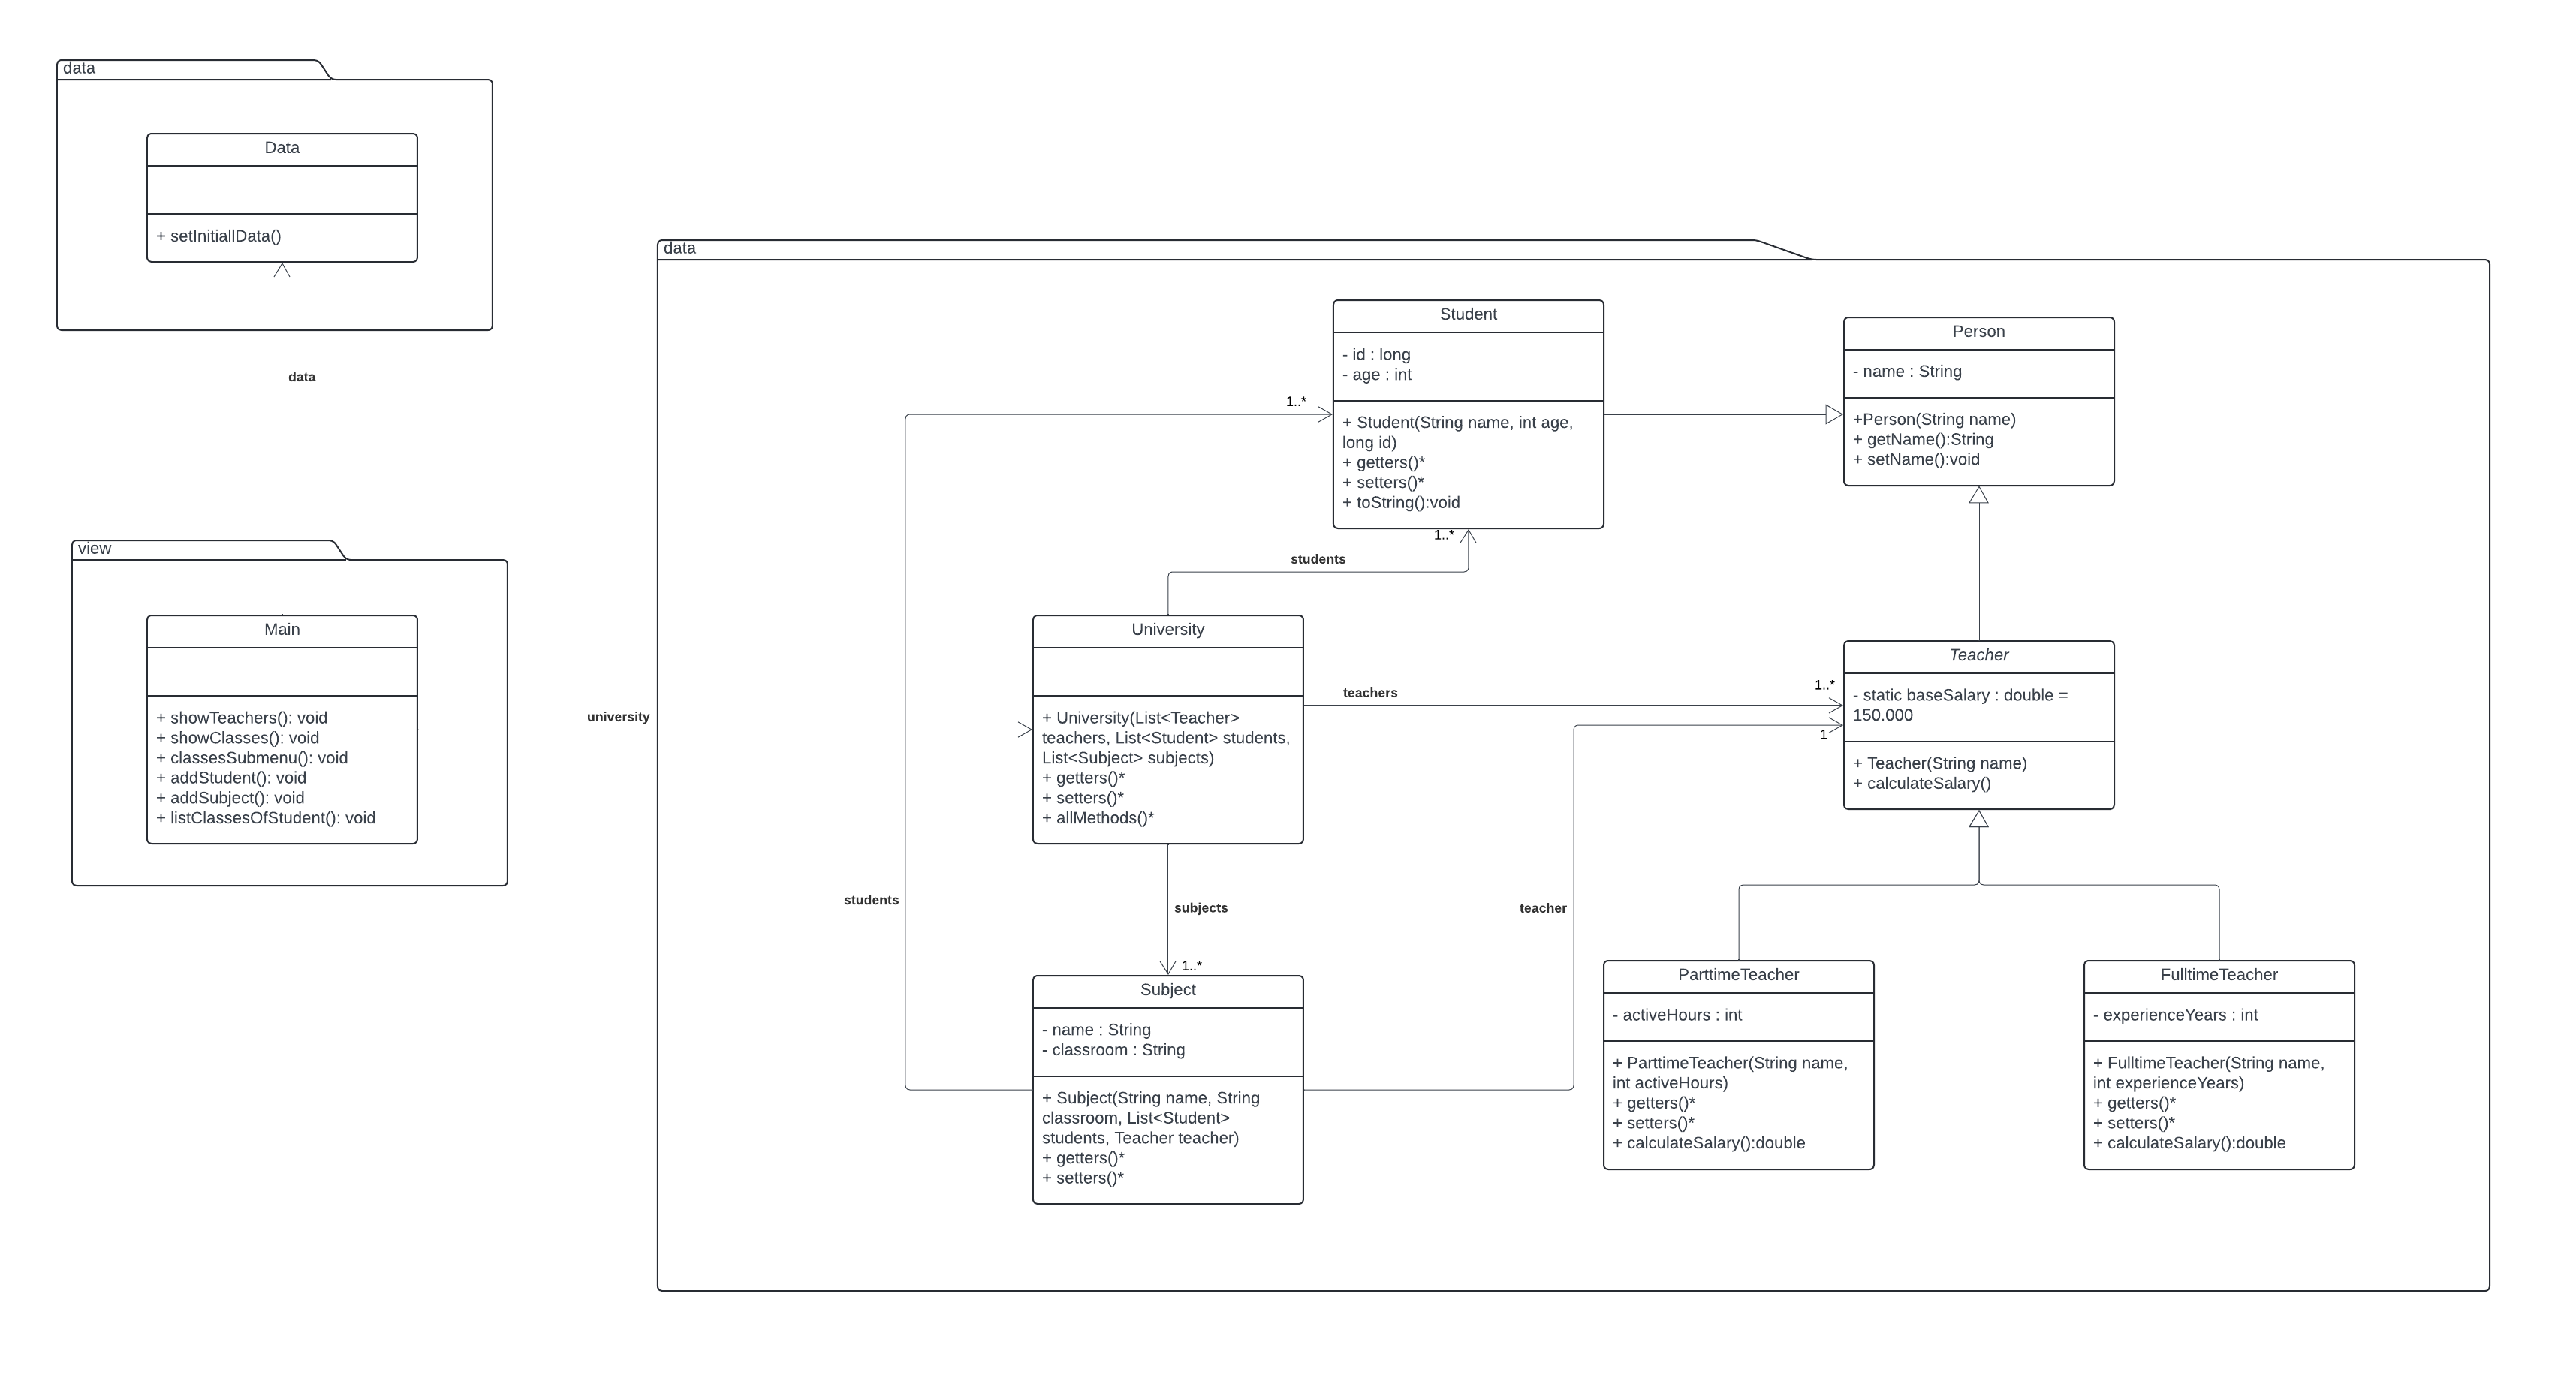 data
Data
+ setInitiallData()
data
view
Main
+ showTeachers(): void
+ showClasses(): void
+ classesSubmenu(): void
+ addStudent(): void
+ addSubject(): void
+ listClassesOfStudent(): void
university
data
Student
- id : long
- age : int
+ Student(String name, int age,
long id)
+ getters()*
+ setters()*
+ toString():void
1..*
1..*
students
Person
- name : String
+Person(String name)
+ getName():String
+ setName():void
University
+ University(List<Teacher>
teachers, List<Student> students,
List<Subject> subjects)
+ getters()*
+ setters()*
+ allMethods()*
teachers
1..*
1
Teacher
- static baseSalary : double =
150.000
+ Teacher(String name)
+ calculateSalary()
students
subjects
1..*
teacher
Subject
- name : String
- classroom : String
+ Subject(String name, String
classroom, List<Student>
students, Teacher teacher)
+ getters()*
+ setters()*
ParttimeTeacher
- activeHours : int
+ ParttimeTeacher(String name,
int activeHours)
+ getters()*
+ setters()*
+ calculateSalary():double
FulltimeTeacher
- experienceYears : int
+ FulltimeTeacher(String name,
int experienceYears)
+ getters()*
+ setters()*
+ calculateSalary():double